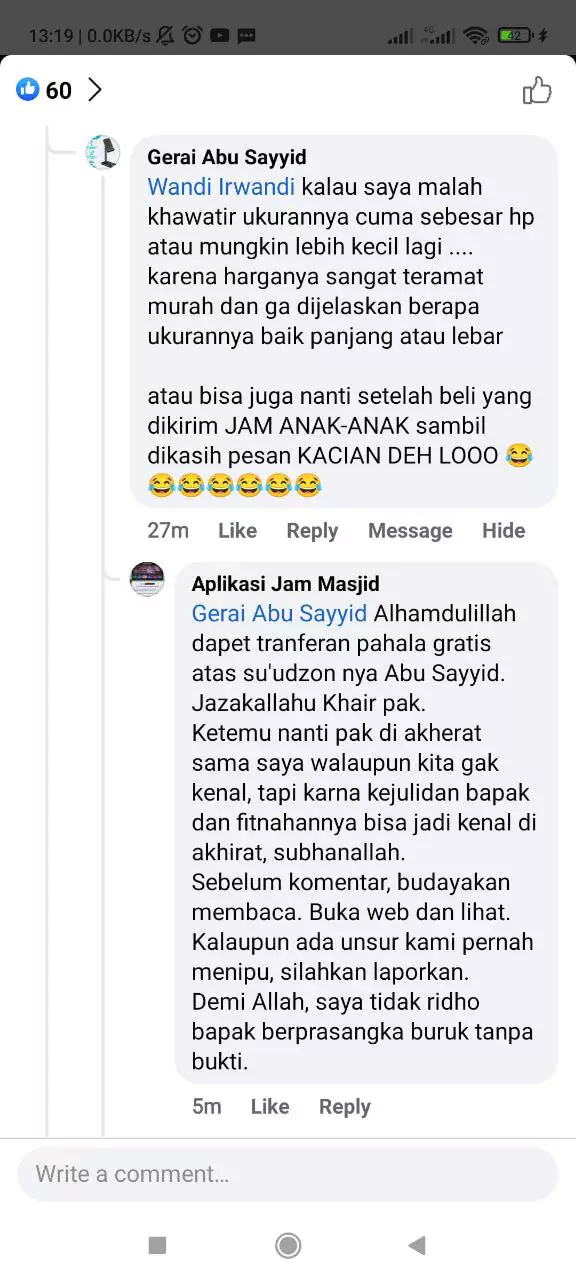 13:19 | 0.0KB/s
4G
42
60
Gerai Abu Sayyid
Wandi Irwandi kalau saya malah
khawatir ukurannya cuma sebesar hp
atau mungkin lebih kecil lagi ....
karena harganya sangat teramat
murah dan ga dijelaskan berapa
ukurannya baik panjang atau lebar
atau bisa juga nanti setelah beli yang
dikirim JAM ANAK-ANAK sambil
dikasih pesan KACIAN DEH LOOO 😂
😂😂😂😂😂😂
27m Like Reply Message Hide
Aplikasi Jam Masjid
Gerai Abu Sayyid Alhamdulillah
dapet tranferan pahala gratis
atas su'udzon nya Abu Sayyid.
Jazakallahu Khair pak.
Ketemu nanti pak di akherat
sama saya walaupun kita gak
kenal, tapi karna kejulidan bapak
dan fitnahannya bisa jadi kenal di
akhirat, subhanallah.
Sebelum komentar, budayakan
membaca. Buka web dan lihat.
Kalaupun ada unsur kami pernah
menipu, silahkan laporkan.
Demi Allah, saya tidak ridho
bapak berprasangka buruk tanpa
bukti.
5m Like Reply
Write a comment...